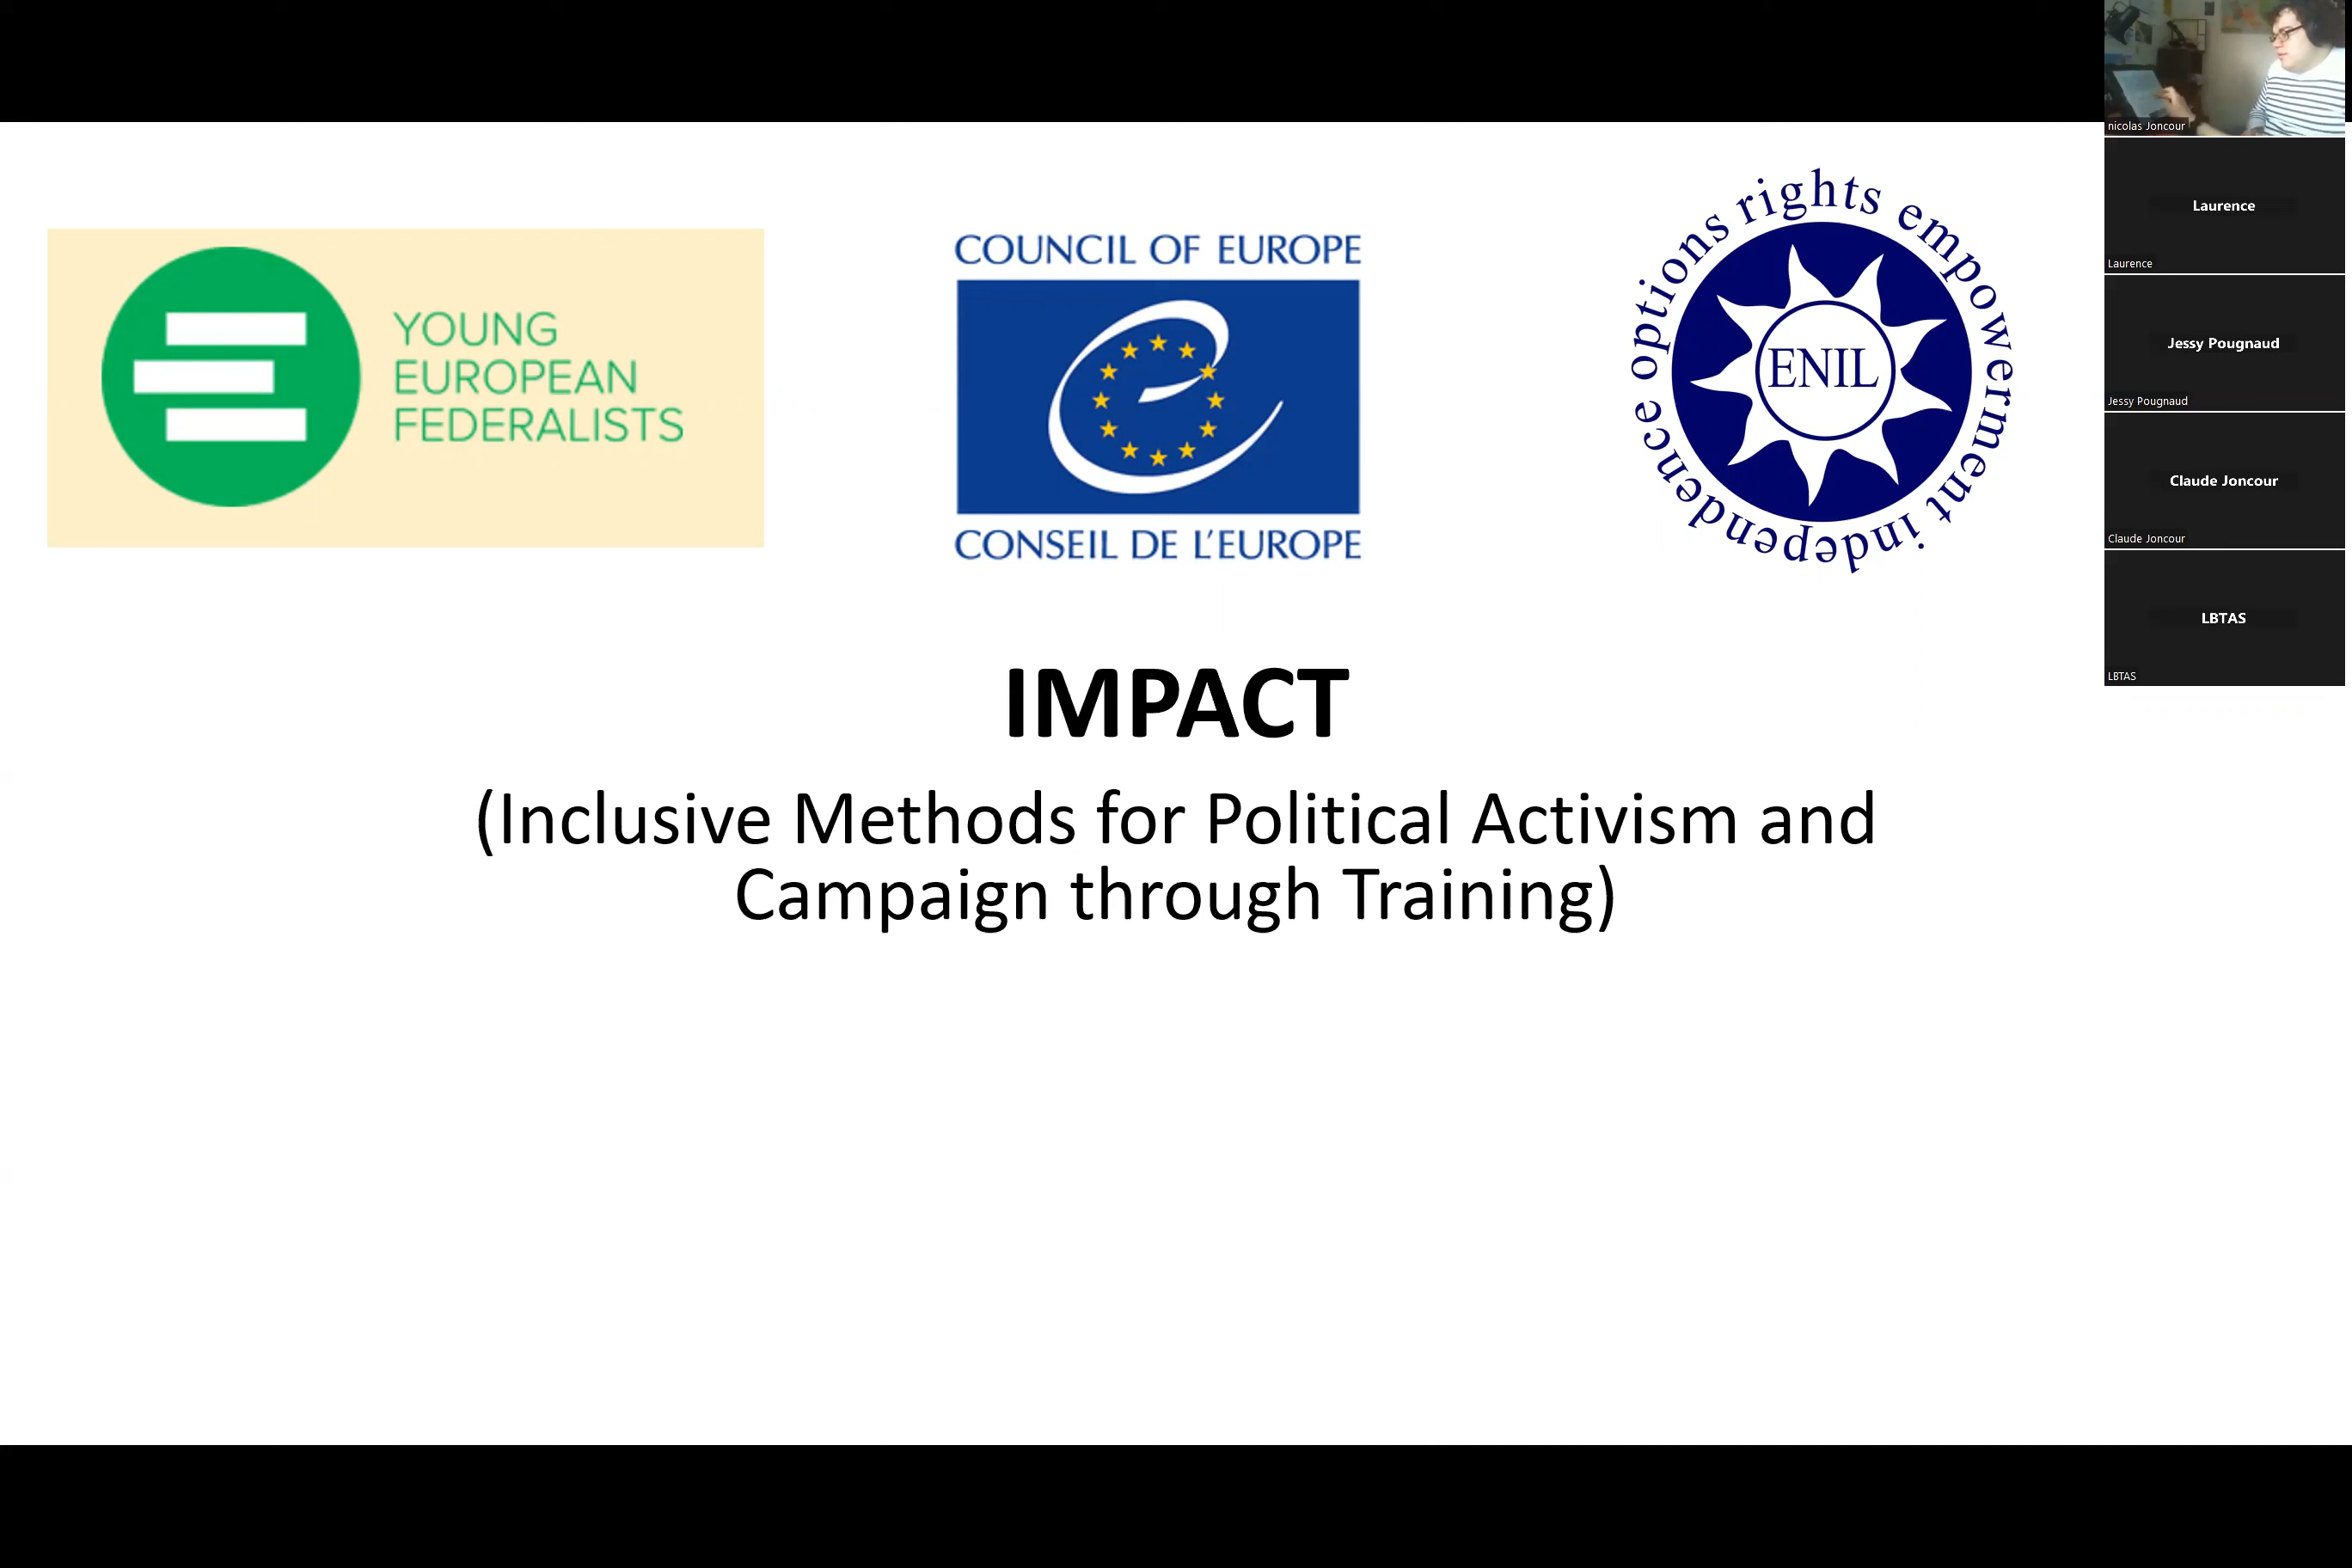 YOUNG
EUROPEAN
FEDERALISTS
COUNCIL OF EUROPE
CONSEIL DE L'EUROPE
options rights empowerment independence
ENIL
IMPACT
(Inclusive Methods for Political Activism and
Campaign through Training)
nicolas Joncour
Laurence
Laurence
Jessy Pougnaud
Jessy Pougnaud
Claude Joncour
Claude Joncour
LBTAS
LBTAS